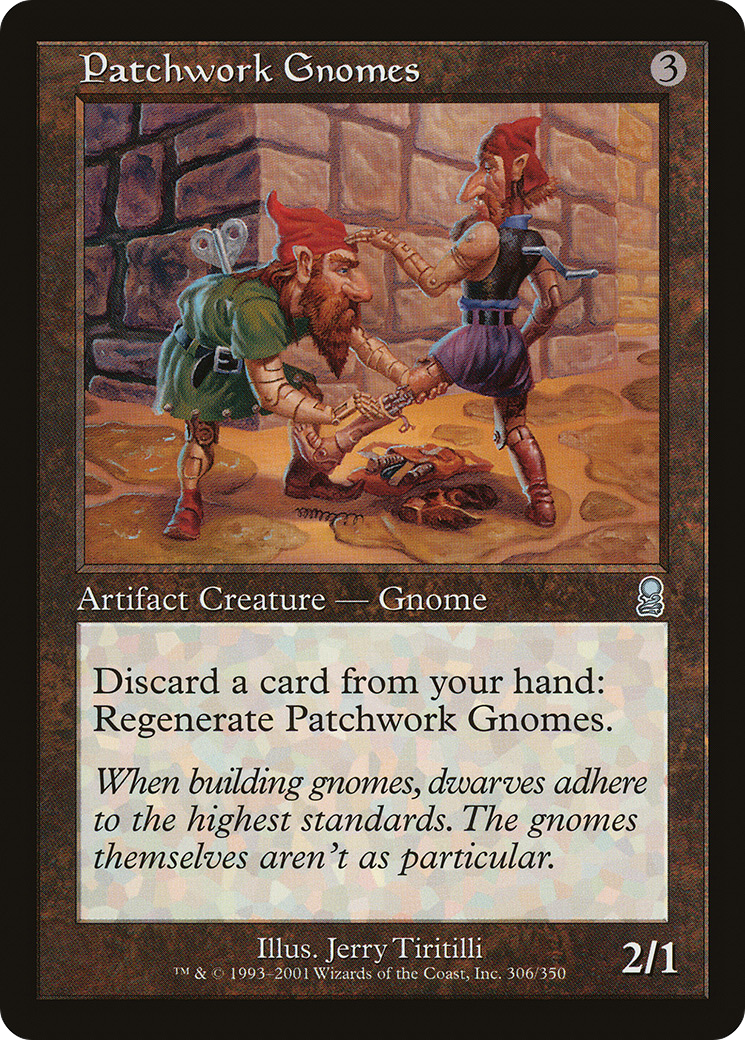 Patchwork Gnomes
3
Artifact Creature — Gnome
Discard a card from your hand:
Regenerate Patchwork Gnomes.
When building gnomes, dwarves adhere
to the highest standards. The gnomes
themselves aren't as particular.
Illus. Jerry Tiritilli
™ & © 1993–2001 Wizards of the Coast, Inc. 306/350
2/1